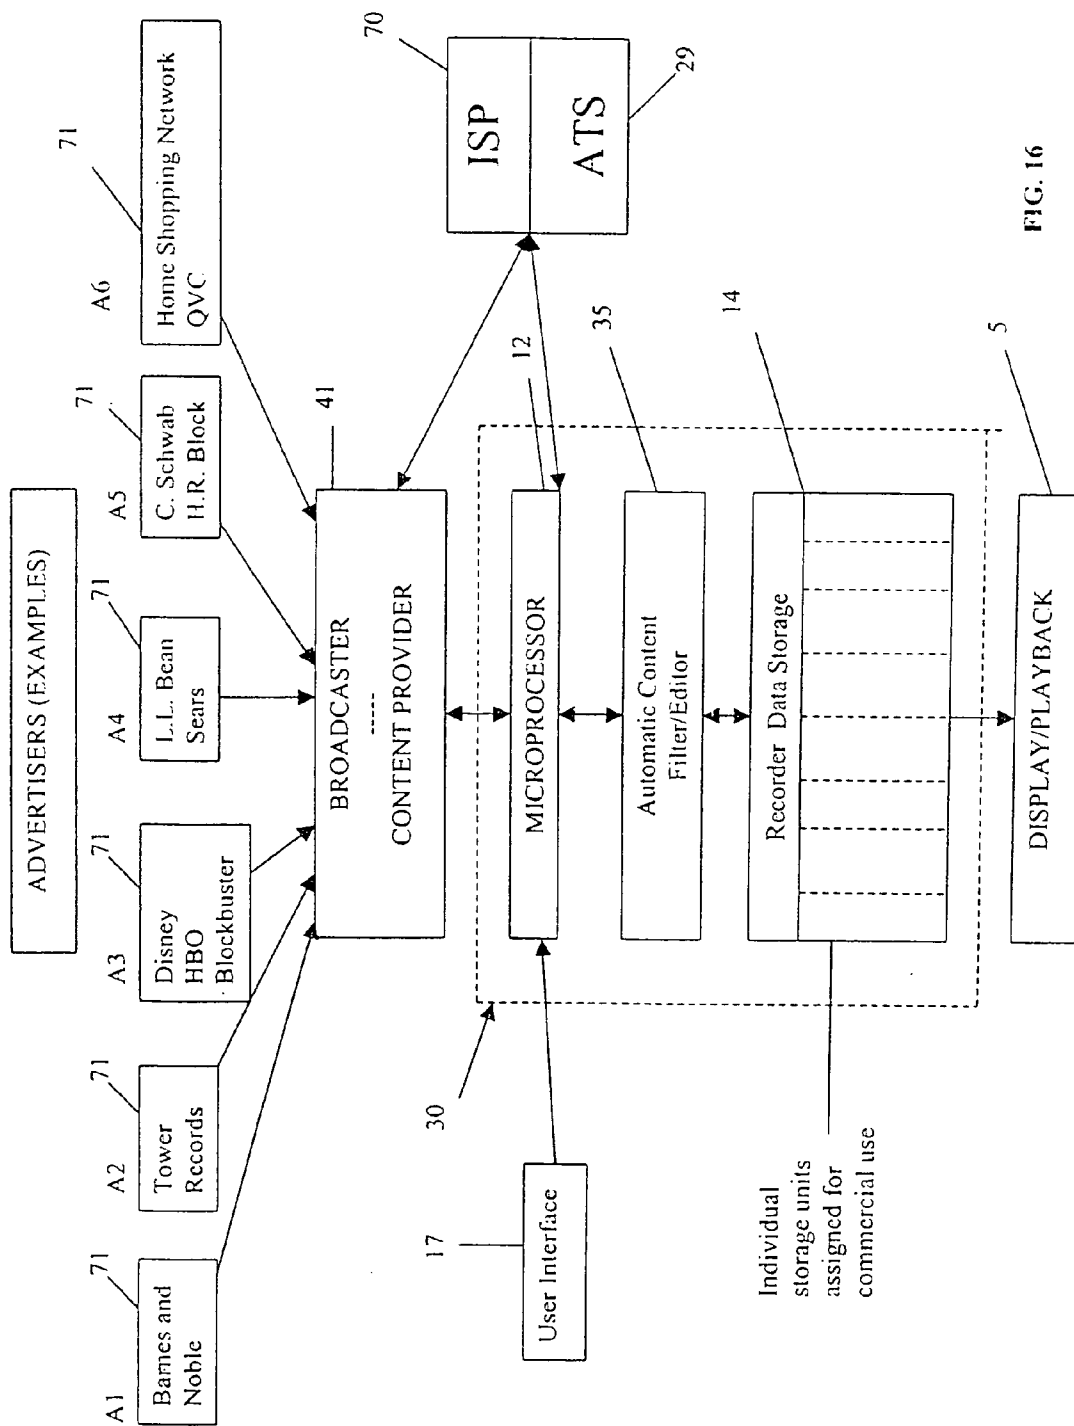 ADVERTISERS (EXAMPLES)
A1
71
Barnes and
Noble
A2
71
Tower
Records
A3
71
Disney
HBO
Blockbuster
A4
71
L.L. Bean
Sears
A5
71
C. Schwab
H.R. Block
A6
71
Home Shopping Network
QVC
41
BROADCASTER
-----
CONTENT PROVIDER
70
ISP
ATS
29
30
12
MICROPROCESSOR
17
User Interface
35
Automatic Content
Filter/Editor
14
Recorder Data Storage
Individual
storage units
assigned for
commercial use
5
DISPLAY/PLAYBACK
FIG. 16